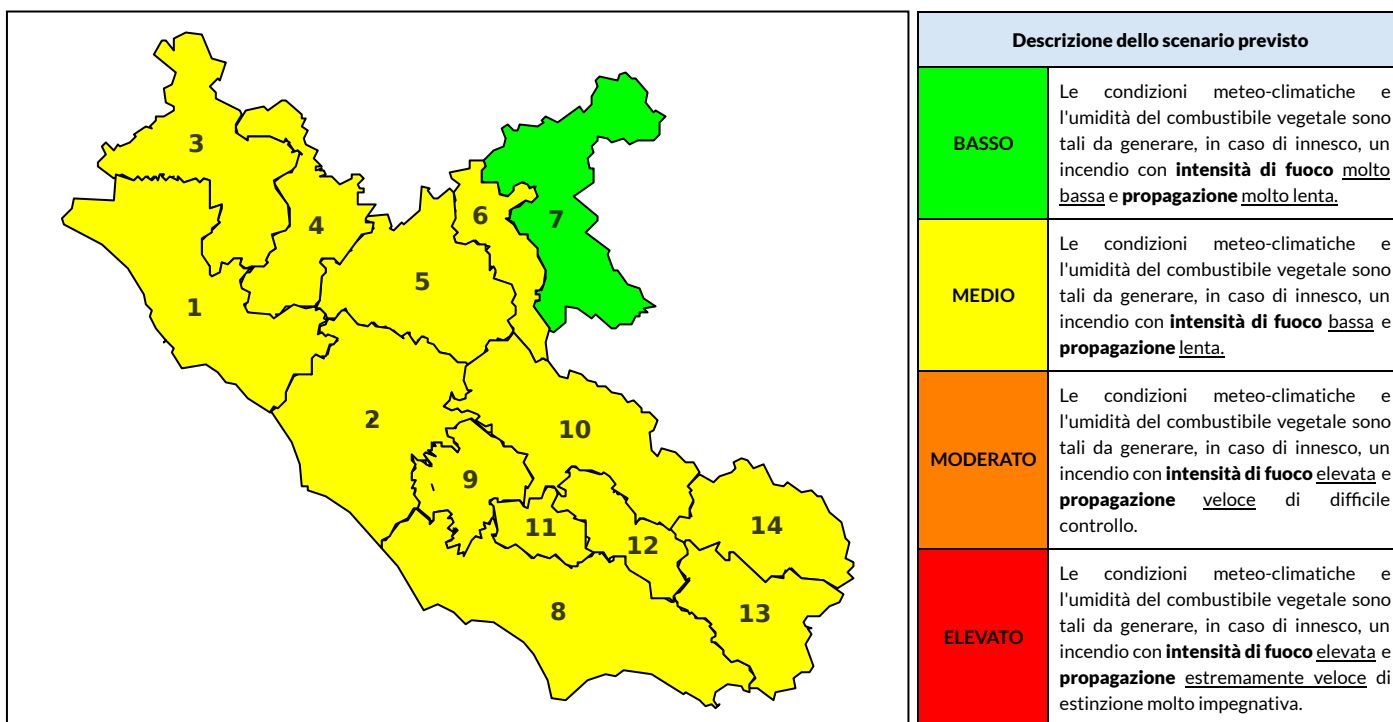 3
4
6
7
5
1
2
10
9
11
12
14
8
13
Descrizione dello scenario previsto
BASSO
Le condizioni meteo-climatiche e
l'umidità del combustibile vegetale sono
tali da generare, in caso di innesco, un
incendio con intensità di fuoco molto
bassa e propagazione molto lenta.
MEDIO
Le condizioni meteo-climatiche e
l'umidità del combustibile vegetale sono
tali da generare, in caso di innesco, un
incendio con intensità di fuoco bassa e
propagazione lenta.
MODERATO
Le condizioni meteo-climatiche e
l'umidità del combustibile vegetale sono
tali da generare, in caso di innesco, un
incendio con intensità di fuoco elevata e
propagazione veloce di difficile
controllo.
ELEVATO
Le condizioni meteo-climatiche e
l'umidità del combustibile vegetale sono
tali da generare, in caso di innesco, un
incendio con intensità di fuoco elevata e
propagazione estremamente veloce di
estinzione molto impegnativa.